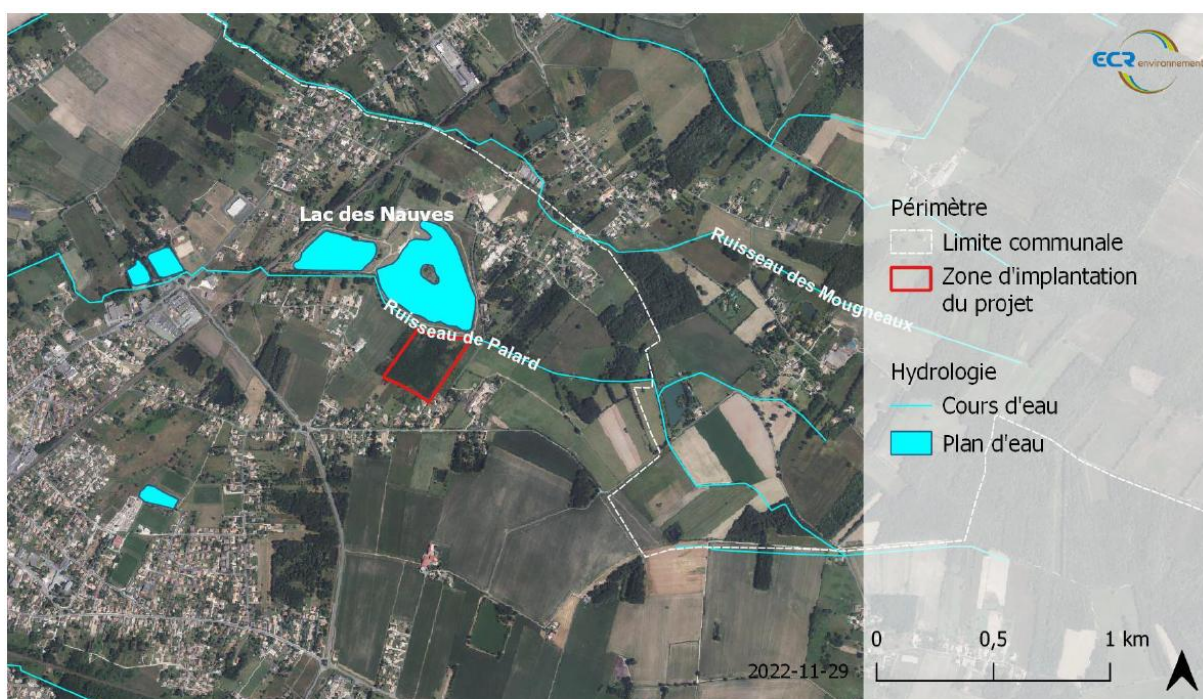 ECR environnement
Lac des Nauves
Ruisseau des Mougneaux
Ruisseau de Palard
Périmètre
Limite communale
Zone d'implantation
du projet
Hydrologie
Cours d'eau
Plan d'eau
0 0,5 1 km
2022-11-29